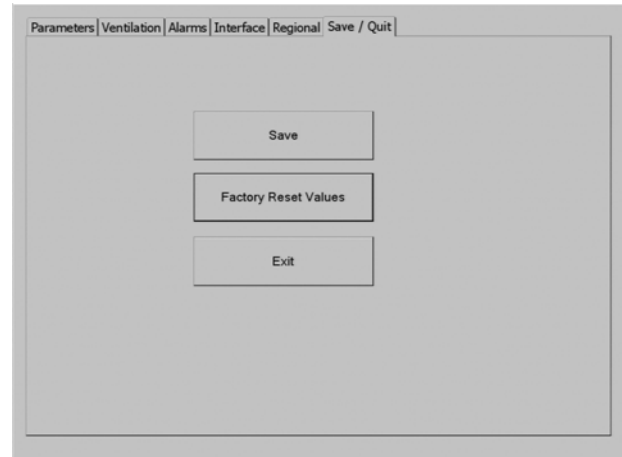 Parameters Ventilation Alarms Interface Regional Save / Quit
Save
Factory Reset Values
Exit